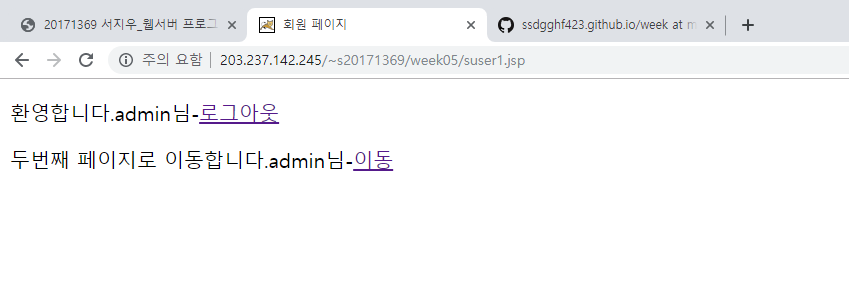 20171369 서지우_웹서버 프로그
회원 페이지
ssdgghf423.github.io/week at m
주의 요함 203.237.142.245/~s20171369/week05/suser1.jsp
환영합니다.admin님-로그아웃
두번째 페이지로 이동합니다.admin님-이동